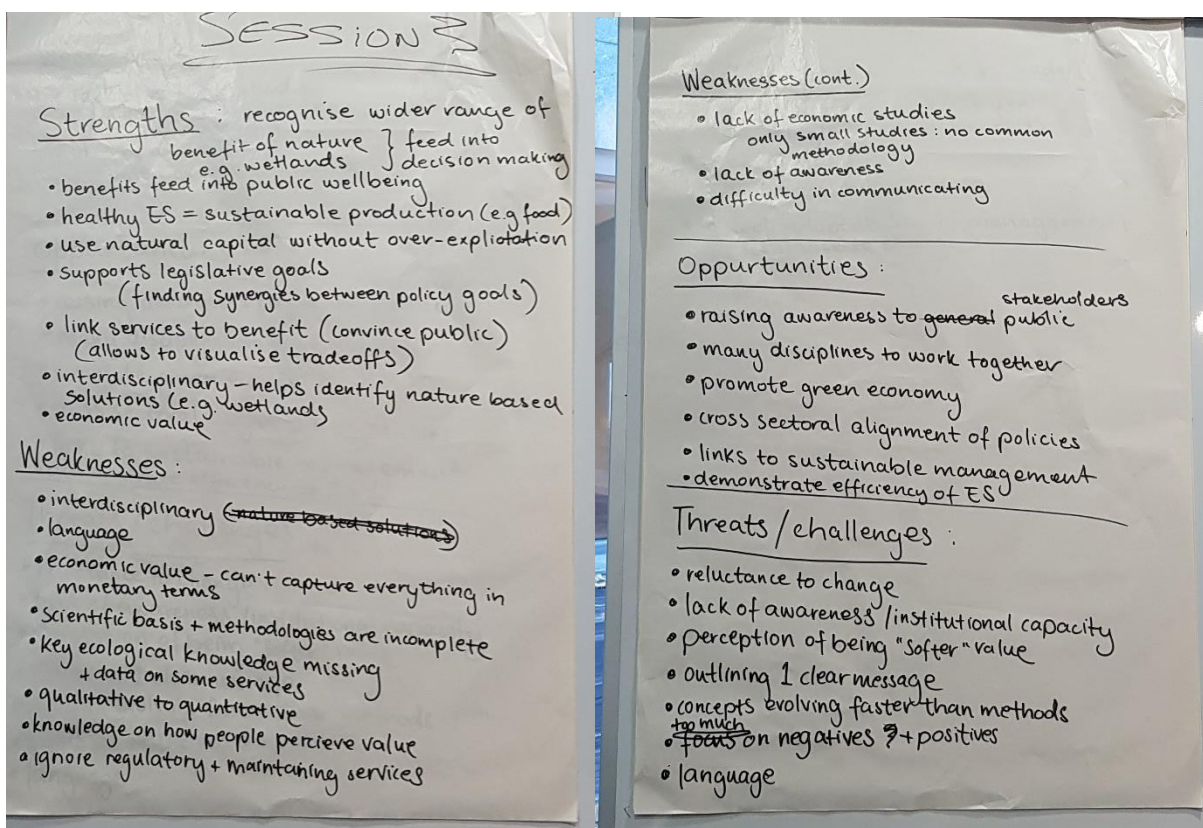 SESSION 3
Strengths : recognise wider range of
benefit of nature } feed into
e.g. wetlands decision making
• benefits feed into public wellbeing
• healthy ES = sustainable production (e.g food)
• use natural capital without over-expliotation
• supports legislative goals
(finding synergies between policy goals)
• link services to benefit (convince public)
(allows to visualise tradeoffs)
• interdisciplinary – helps identify nature based
solutions (e.g. wetlands
• economic value
Weaknesses :
• interdisciplinary (nature based solutions)
• language
• economic value – can't capture everything in
monetary terms
• Scientific basis + methodologies are incomplete
• key ecological knowledge missing
+ data on some services
• qualitative to quantitative
• knowledge on how people percieve value
• ignore regulatory + maintaning services
Weaknesses (cont.)
• lack of economic studies
only small studies : no common
methodology
• lack of awareness
• difficulty in communicating
Oppurtunities :
stakeholders
• raising awareness to general public
• many disciplines to work together
• promote green economy
• cross sectoral alignment of policies
• links to sustainable management
• demonstrate efficiency of ES
Threats / challenges :
• reluctance to change
• lack of awareness / institutional capacity
• perception of being "softer" value
• outlining 1 clear message
• concepts evolving faster than methods
too much
• focus on negatives + positives
• language